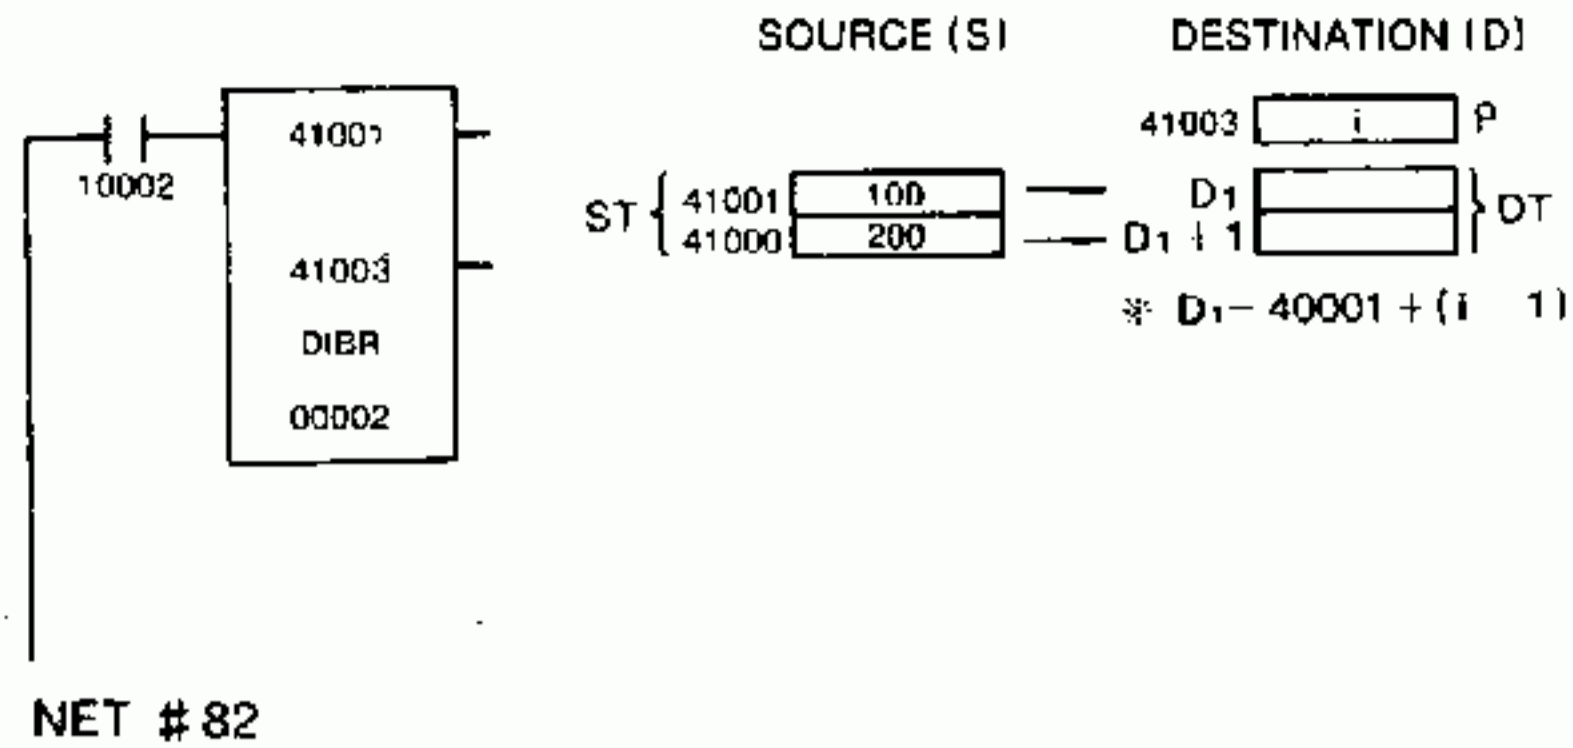 SOURCE (S) DESTINATION (D)
41001
41003 i P
10002
ST { 41001 100 D1 } DT
41000 200 D1 + 1
41003
※ D1 - 40001 + (i 1)
DIBR
00002
NET # 82